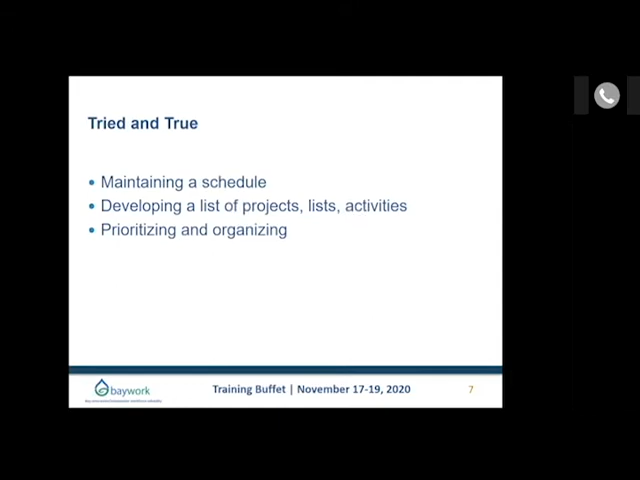 Tried and True
• Maintaining a schedule
• Developing a list of projects, lists, activities
• Prioritizing and organizing
baywork
Training Buffet | November 17-19, 2020
7